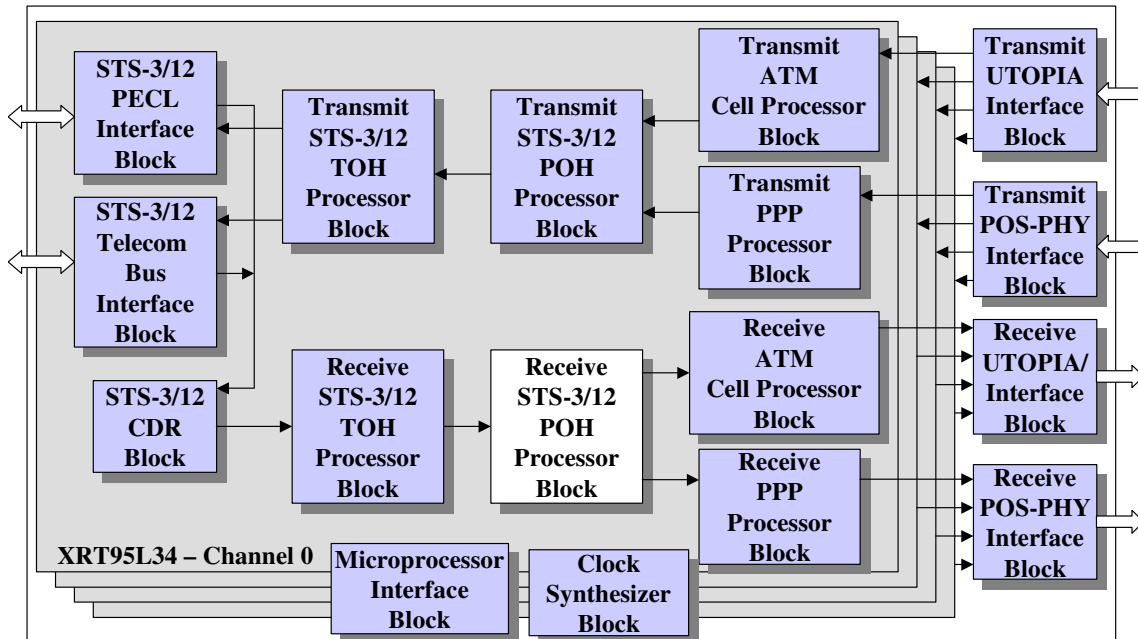 STS-3/12
PECL
Interface
Block
Transmit
STS-3/12
TOH
Processor
Block
Transmit
STS-3/12
POH
Processor
Block
Transmit
ATM
Cell Processor
Block
Transmit
UTOPIA
Interface
Block
STS-3/12
Telecom
Bus
Interface
Block
Transmit
PPP
Processor
Block
Transmit
POS-PHY
Interface
Block
STS-3/12
CDR
Block
Receive
STS-3/12
TOH
Processor
Block
Receive
STS-3/12
POH
Processor
Block
Receive
ATM
Cell Processor
Block
Receive
UTOPIA/
Interface
Block
Receive
PPP
Processor
Block
Receive
POS-PHY
Interface
Block
XRT95L34 – Channel 0
Microprocessor
Interface
Block
Clock
Synthesizer
Block